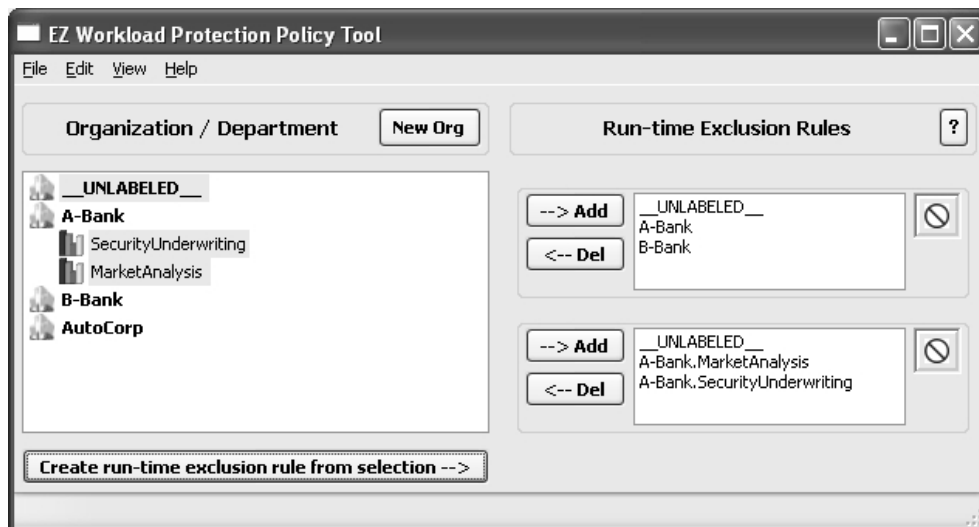 EZ Workload Protection Policy Tool
File Edit View Help
Organization / Department
New Org
Run-time Exclusion Rules
?
__UNLABELED__
A-Bank
SecurityUnderwriting
MarketAnalysis
B-Bank
AutoCorp
Create run-time exclusion rule from selection -->
--> Add
<-- Del
__UNLABELED__
A-Bank
B-Bank
--> Add
<-- Del
__UNLABELED__
A-Bank.MarketAnalysis
A-Bank.SecurityUnderwriting